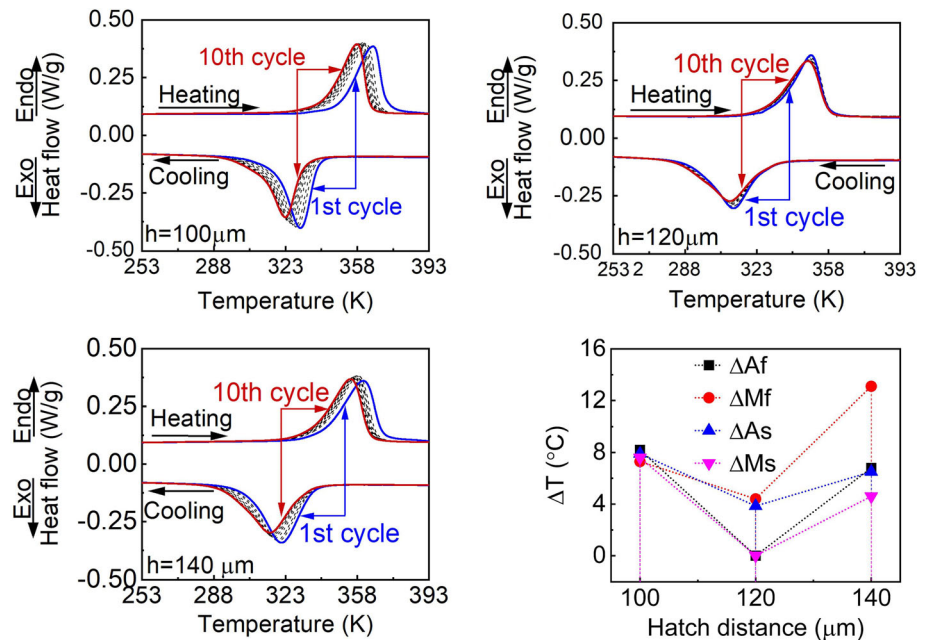 0.50
0.25
0.00
-0.25
-0.50
Exo Heat flow (W/g) Endo
10th cycle
Heating
Cooling
1st cycle
h=100μm
253 288 323 358 393
Temperature (K)
0.50
0.25
0.00
-0.25
-0.50
Exo Heat flow (W/g) Endo
10th cycle
Heating
Cooling
1st cycle
h=120μm
253 2 288 323 358 393
Temperature (K)
0.50
0.25
0.00
-0.25
-0.50
Exo Heat flow (W/g) Endo
10th cycle
Heating
Cooling
1st cycle
h=140 μm
253 288 323 358 393
Temperature (K)
16
12
8
4
0
ΔT (°C)
ΔAf
ΔMf
ΔAs
ΔMs
100 120 140
Hatch distance (μm)